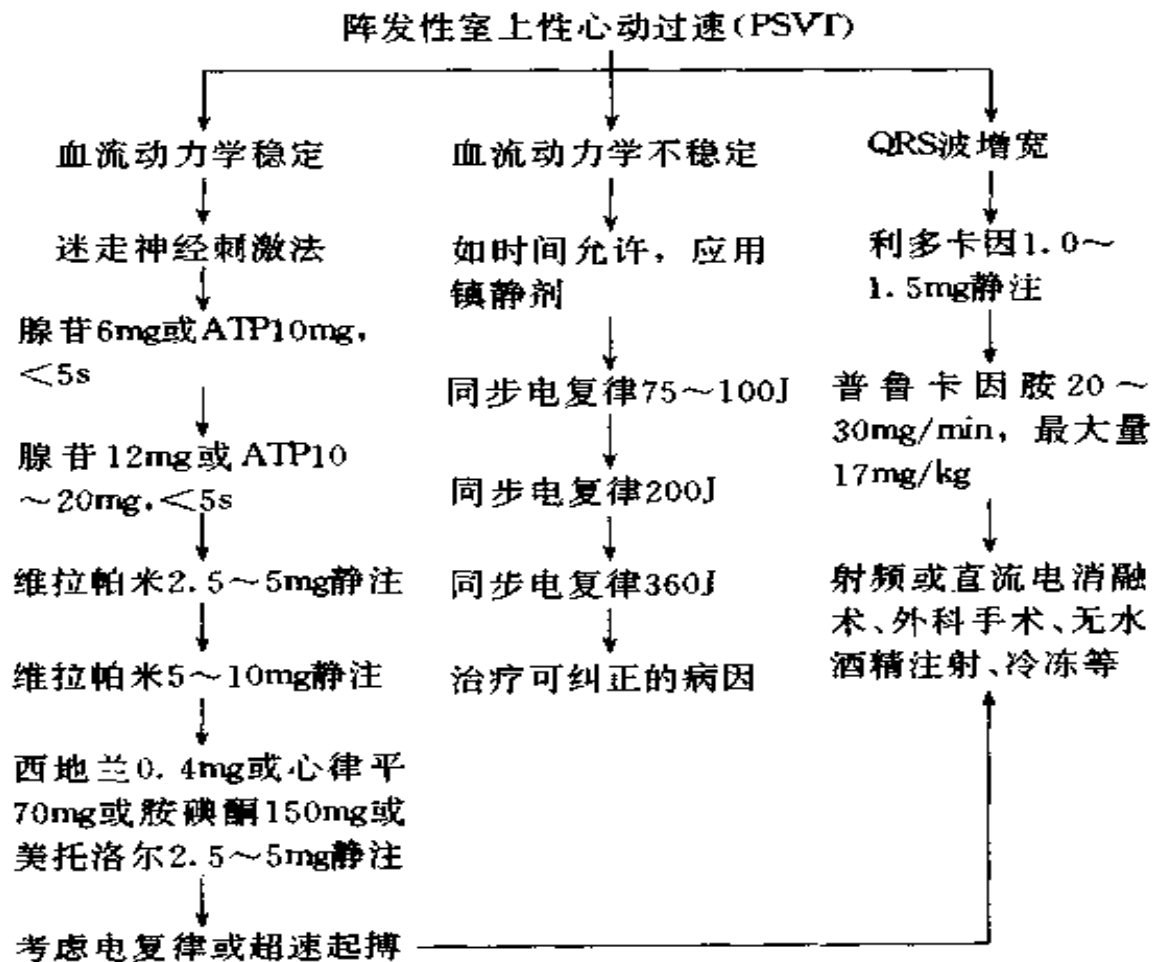 阵发性室上性心动过速(PSVT)
血流动力学稳定
迷走神经刺激法
腺苷6mg或ATP10mg,
<5s
腺苷12mg或ATP10
～20mg,<5s
维拉帕米2.5～5mg静注
维拉帕米5～10mg静注
西地兰0.4mg或心律平
70mg或胺碘酮150mg或
美托洛尔2.5～5mg静注
考虑电复律或超速起搏
血流动力学不稳定
如时间允许，应用
镇静剂
同步电复律75～100J
同步电复律200J
同步电复律360J
治疗可纠正的病因
QRS波增宽
利多卡因1.0～
1.5mg静注
普鲁卡因胺20～
30mg/min，最大量
17mg/kg
射频或直流电消融
术、外科手术、无水
酒精注射、冷冻等